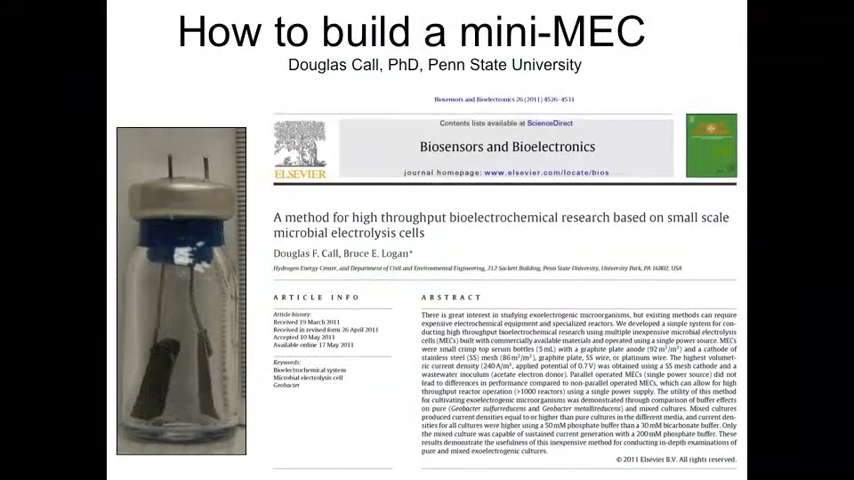 How to build a mini-MEC
Douglas Call, PhD, Penn State University
Biosensors and Bioelectronics 26 (2011) 4526–4531
Contents lists available at ScienceDirect
Biosensors and Bioelectronics
journal homepage: www.elsevier.com/locate/bios
ELSEVIER
A method for high throughput bioelectrochemical research based on small scale
microbial electrolysis cells
Douglas F. Call, Bruce E. Logan*
Hydrogen Energy Center, and Department of Civil and Environmental Engineering, 212 Sackett Building, Penn State University, University Park, PA 16802, USA
ARTICLE INFO
Article history:
Received 19 March 2011
Received in revised form 26 April 2011
Accepted 10 May 2011
Available online 17 May 2011
Keywords:
Bioelectrochemical system
Microbial electrolysis cell
Geobacter
ABSTRACT
There is great interest in studying exoelectrogenic microorganisms, but existing methods can require
expensive electrochemical equipment and specialized reactors. We developed a simple system for con-
ducting high throughput bioelectrochemical research using multiple inexpensive microbial electrolysis
cells (MECs) built with commercially available materials and operated using a single power source. MECs
were small crimp top serum bottles (5 mL) with a graphite plate anode (92 m²/m³) and a cathode of
stainless steel (SS) mesh (86 m²/m³), graphite plate, SS wire, or platinum wire. The highest volumet-
ric current density (240 A/m³, applied potential of 0.7 V) was obtained using a SS mesh cathode and a
wastewater inoculum (acetate electron donor). Parallel operated MECs (single power source) did not
lead to differences in performance compared to non-parallel operated MECs, which can allow for high
throughput reactor operation (>1000 reactors) using a single power supply. The utility of this method
for cultivating exoelectrogenic microorganisms was demonstrated through comparison of buffer effects
on pure (Geobacter sulfurreducens and Geobacter metallireducens) and mixed cultures. Mixed cultures
produced current densities equal to or higher than pure cultures in the different media, and current den-
sities for all cultures were higher using a 50 mM phosphate buffer than a 30 mM bicarbonate buffer. Only
the mixed culture was capable of sustained current generation with a 200 mM phosphate buffer. These
results demonstrate the usefulness of this inexpensive method for conducting in-depth examinations of
pure and mixed exoelectrogenic cultures.
© 2011 Elsevier B.V. All rights reserved.